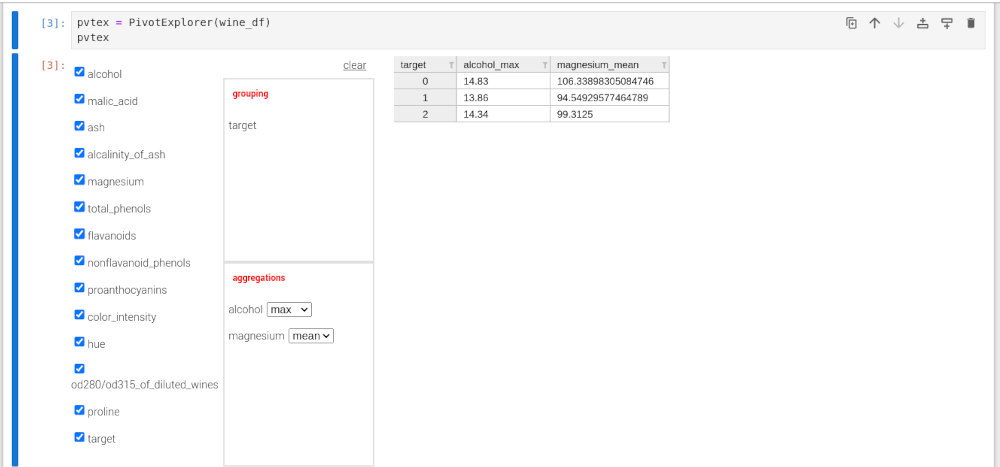 [3]: pvtex = PivotExplorer(wine_df)
pvtex
[3]:
alcohol
malic_acid
ash
alcalinity_of_ash
magnesium
total_phenols
flavanoids
nonflavanoid_phenols
proanthocyanins
color_intensity
hue
od280/od315_of_diluted_wines
proline
target
clear
grouping
target
aggregations
alcohol max
magnesium mean
target alcohol_max magnesium_mean
0 14.83 106.33898305084746
1 13.86 94.54929577464789
2 14.34 99.3125